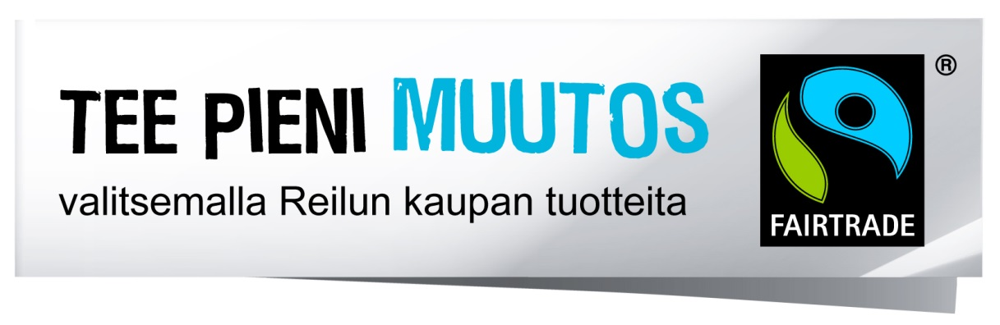 TEE PIENI MUUTOS
valitsemalla Reilun kaupan tuotteita
®
FAIRTRADE